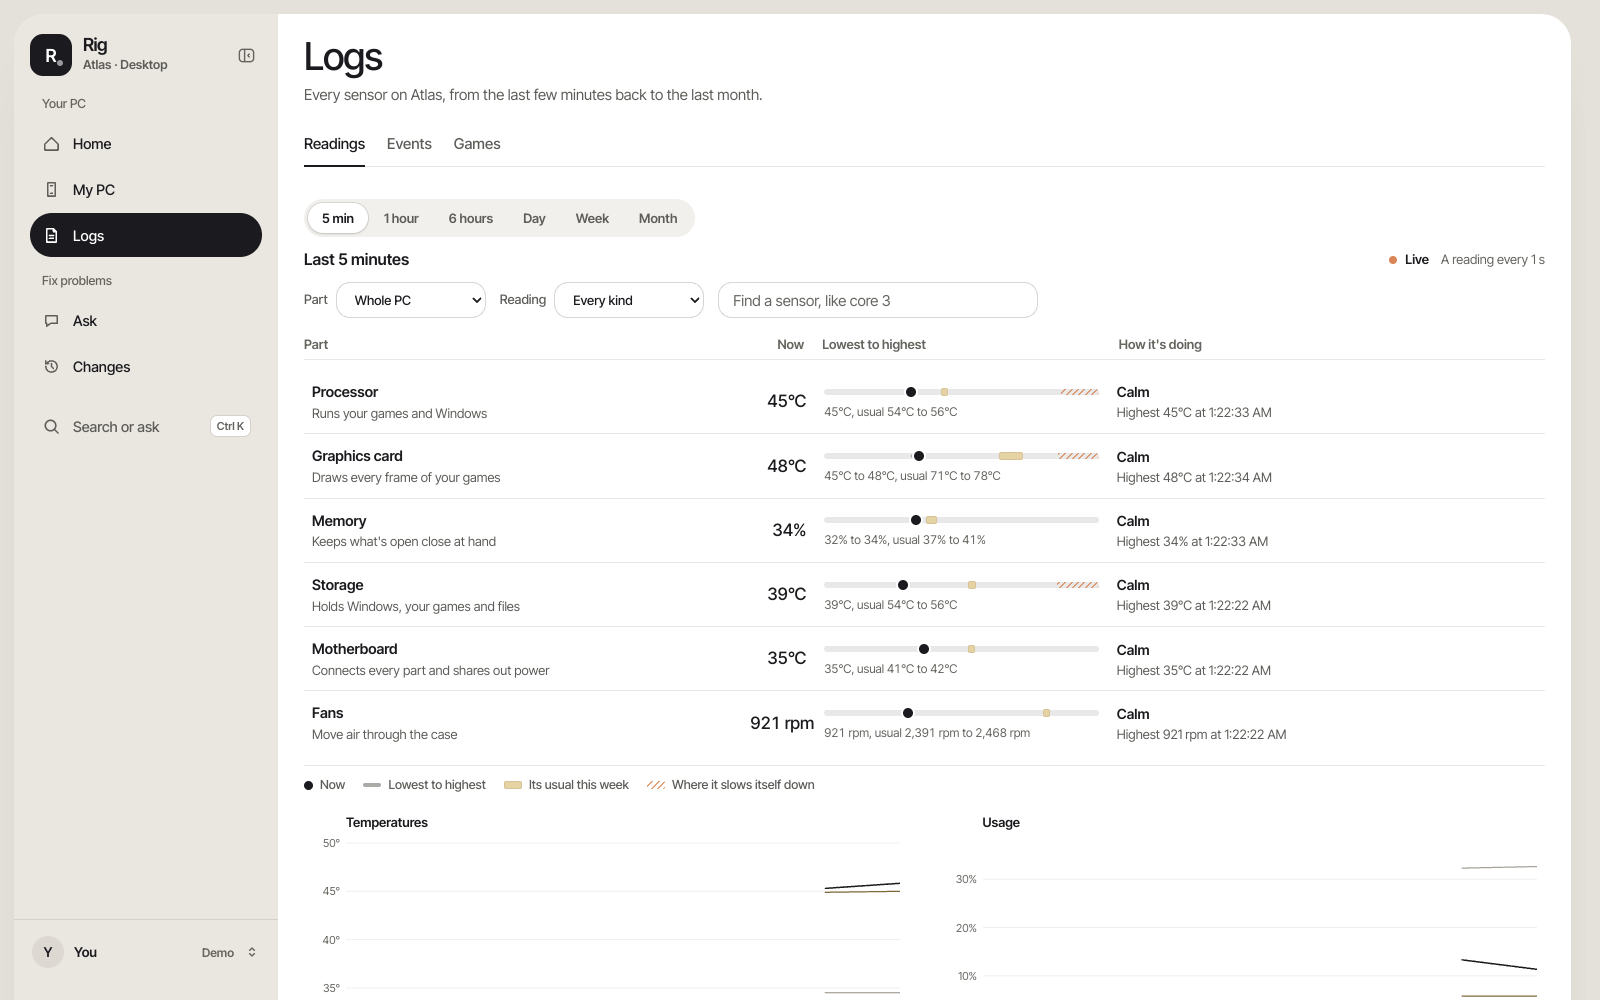 R.
Rig
Atlas · Desktop
Your PC
Home
My PC
Logs
Fix problems
Ask
Changes
Search or ask
Ctrl K
Y
You
Demo
Logs
Every sensor on Atlas, from the last few minutes back to the last month.
Readings Events Games
5 min 1 hour 6 hours Day Week Month
Last 5 minutes
Live A reading every 1 s
Part Whole PC Reading Every kind Find a sensor, like core 3
Part Now Lowest to highest How it's doing
Processor
Runs your games and Windows
45°C
45°C, usual 54°C to 56°C
Calm
Highest 45°C at 1:22:33 AM
Graphics card
Draws every frame of your games
48°C
45°C to 48°C, usual 71°C to 78°C
Calm
Highest 48°C at 1:22:34 AM
Memory
Keeps what's open close at hand
34%
32% to 34%, usual 37% to 41%
Calm
Highest 34% at 1:22:33 AM
Storage
Holds Windows, your games and files
39°C
39°C, usual 54°C to 56°C
Calm
Highest 39°C at 1:22:22 AM
Motherboard
Connects every part and shares out power
35°C
35°C, usual 41°C to 42°C
Calm
Highest 35°C at 1:22:22 AM
Fans
Move air through the case
921 rpm
921 rpm, usual 2,391 rpm to 2,468 rpm
Calm
Highest 921 rpm at 1:22:22 AM
Now Lowest to highest Its usual this week Where it slows itself down
Temperatures
50°
45°
40°
35°
Usage
30%
20%
10%